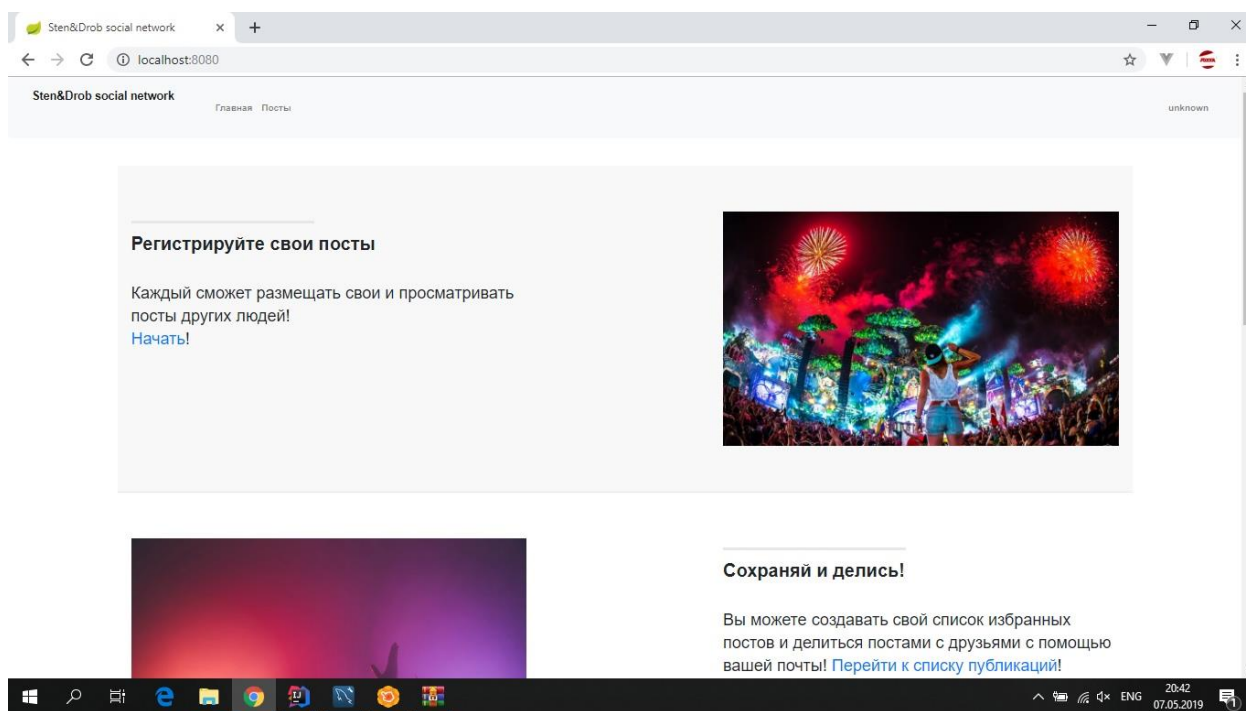 Sten&Drob social network
localhost:8080
Sten&Drob social network
Главная Посты
unknown
Регистрируйте свои посты
Каждый сможет размещать свои и просматривать
посты других людей!
Начать!
Сохраняй и делись!
Вы можете создавать свой список избранных
постов и делиться постами с друзьями с помощью
вашей почты! Перейти к списку публикаций!
ENG
20:42
07.05.2019